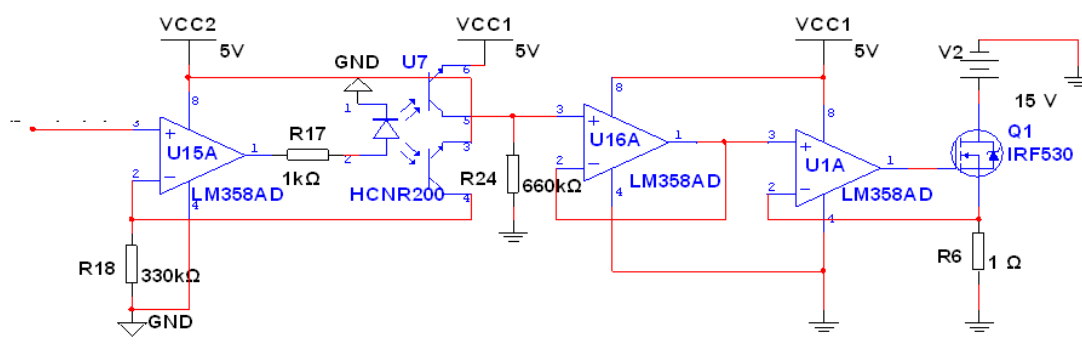 VCC2
5V
VCC1
5V
VCC1
5V
V2
15 V
GND
U7
1
2
6
5
3
4
3
2
8
1
4
U15A
LM358AD
R17
1kΩ
HCNR200
R24
660kΩ
3
2
8
1
4
U16A
LM358AD
3
2
8
1
4
U1A
LM358AD
Q1
IRF530
R18
330kΩ
GND
R6
1 Ω
+
−
+
−
+
−